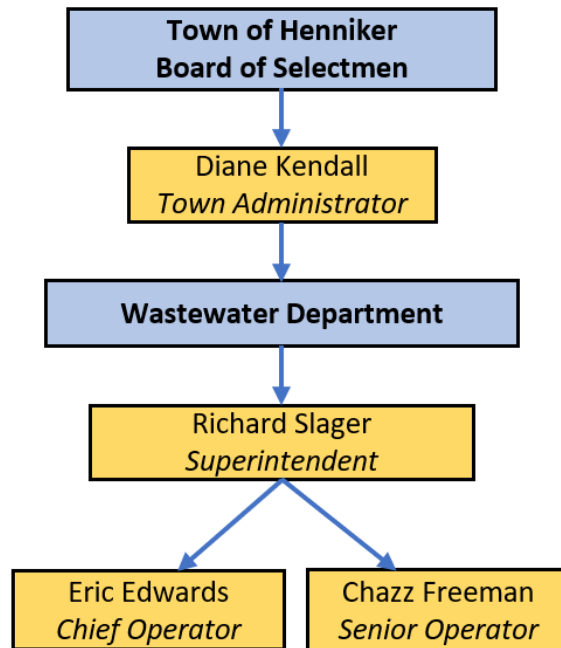 Town of Henniker
Board of Selectmen
Diane Kendall
Town Administrator
Wastewater Department
Richard Slager
Superintendent
Eric Edwards
Chief Operator
Chazz Freeman
Senior Operator